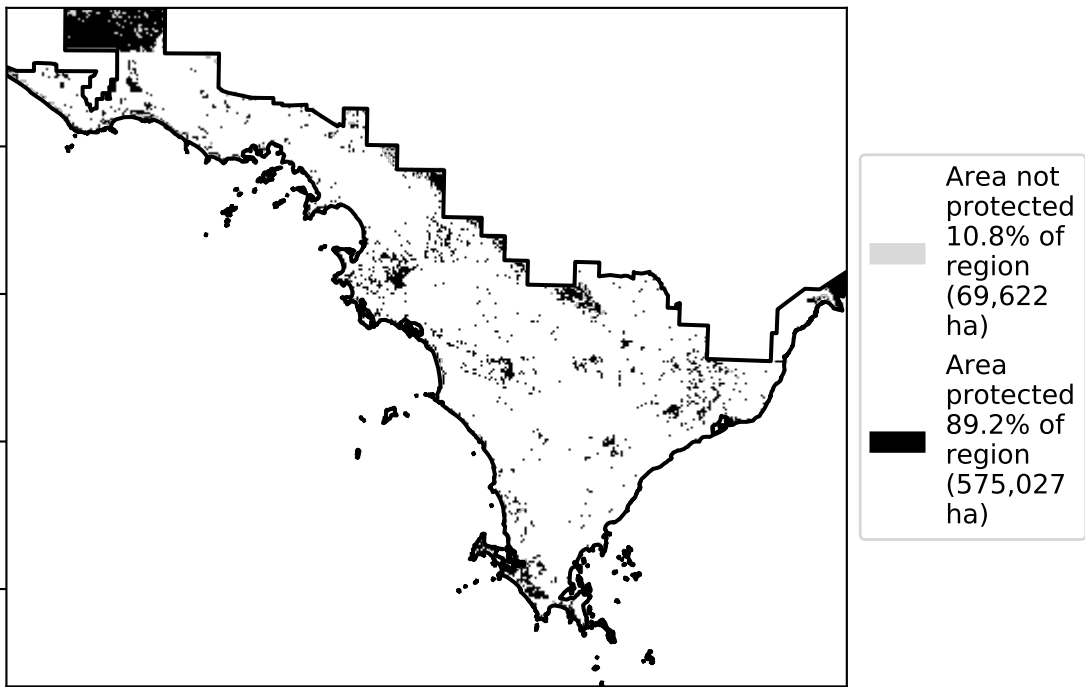 Area not
protected
10.8% of
region
(69,622
ha)
Area
protected
89.2% of
region
(575,027
ha)